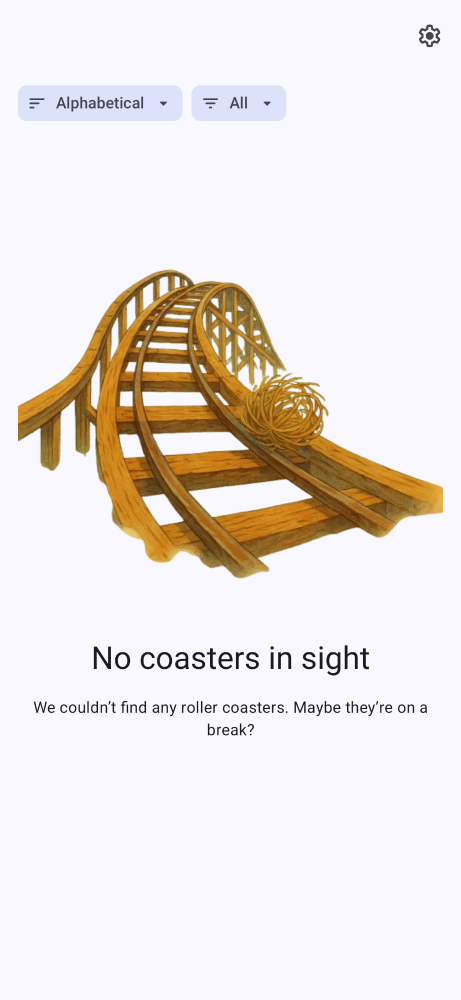 Alphabetical
All
No coasters in sight
We couldn’t find any roller coasters. Maybe they’re on a
break?